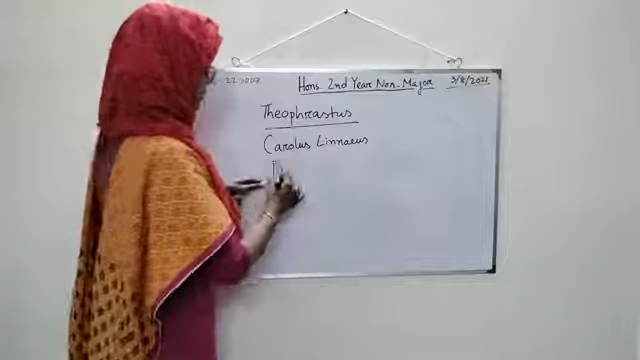 Hons 2nd Year Non. Major 3/8/2021
Theophrastus
Carolus Linnaeus